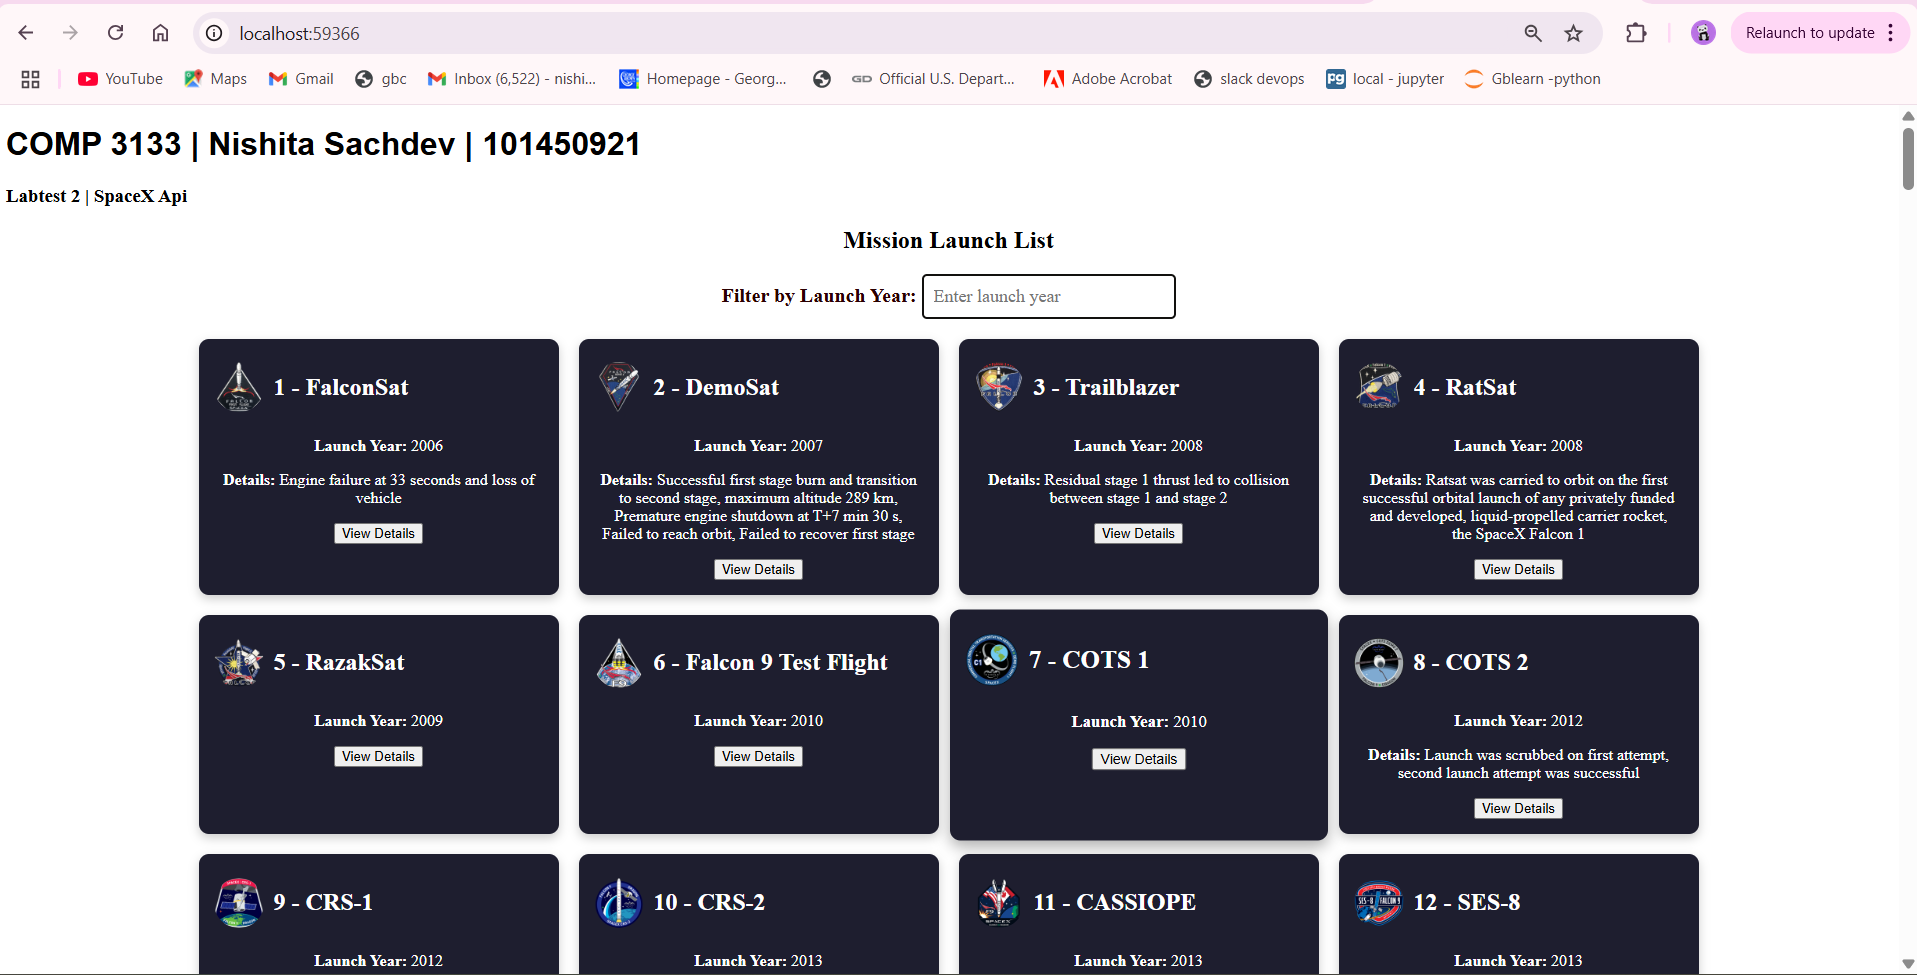 localhost:59366
Relaunch to update
YouTube
Maps
Gmail
gbc
Inbox (6,522) - nishi...
Homepage - Georg...
Official U.S. Depart...
Adobe Acrobat
slack devops
local - jupyter
Gblearn -python
COMP 3133 | Nishita Sachdev | 101450921
Labtest 2 | SpaceX Api
Mission Launch List
Filter by Launch Year: Enter launch year
1 - FalconSat
Launch Year: 2006
Details: Engine failure at 33 seconds and loss of
vehicle
View Details
2 - DemoSat
Launch Year: 2007
Details: Successful first stage burn and transition
to second stage, maximum altitude 289 km,
Premature engine shutdown at T+7 min 30 s,
Failed to reach orbit, Failed to recover first stage
View Details
3 - Trailblazer
Launch Year: 2008
Details: Residual stage 1 thrust led to collision
between stage 1 and stage 2
View Details
4 - RatSat
Launch Year: 2008
Details: Ratsat was carried to orbit on the first
successful orbital launch of any privately funded
and developed, liquid-propelled carrier rocket,
the SpaceX Falcon 1
View Details
5 - RazakSat
Launch Year: 2009
View Details
6 - Falcon 9 Test Flight
Launch Year: 2010
View Details
7 - COTS 1
Launch Year: 2010
View Details
8 - COTS 2
Launch Year: 2012
Details: Launch was scrubbed on first attempt,
second launch attempt was successful
View Details
9 - CRS-1
Launch Year: 2012
10 - CRS-2
Launch Year: 2013
11 - CASSIOPE
Launch Year: 2013
12 - SES-8
Launch Year: 2013